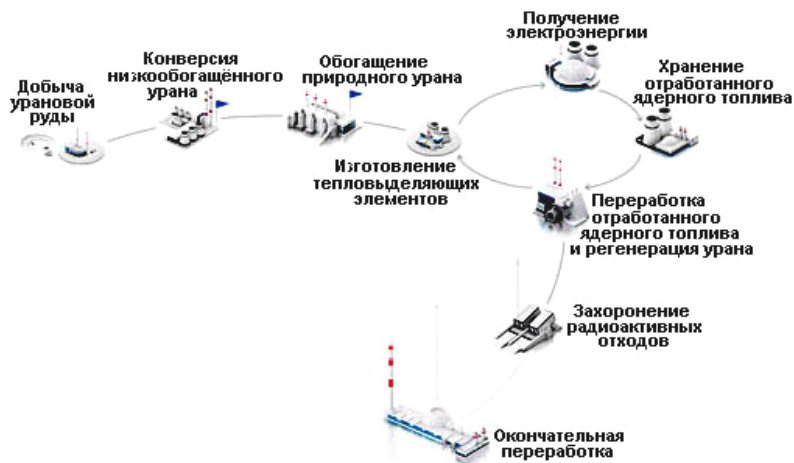 Добыча
урановой
руды
Конверсия
низкообогащённого
урана
Обогащение
природного урана
Изготовление
тепловыделяющих
элементов
Получение
электроэнергии
Хранение
отработанного
ядерного топлива
Переработка
отработанного
ядерного топлива
и регенерация урана
Захоронение
радиоактивных
отходов
Окончательная
переработка